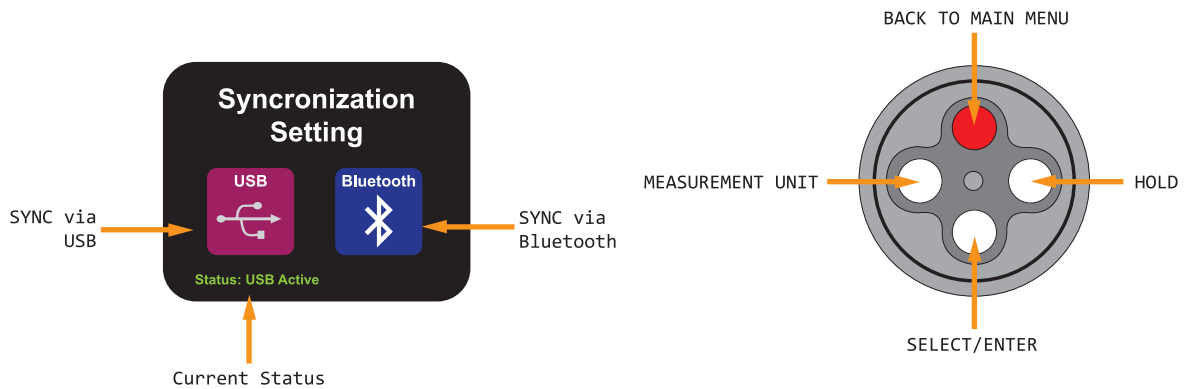 BACK TO MAIN MENU
Syncronization
Setting
USB
Bluetooth
SYNC via
USB
SYNC via
Bluetooth
Status: USB Active
Current Status
MEASUREMENT UNIT
HOLD
SELECT/ENTER